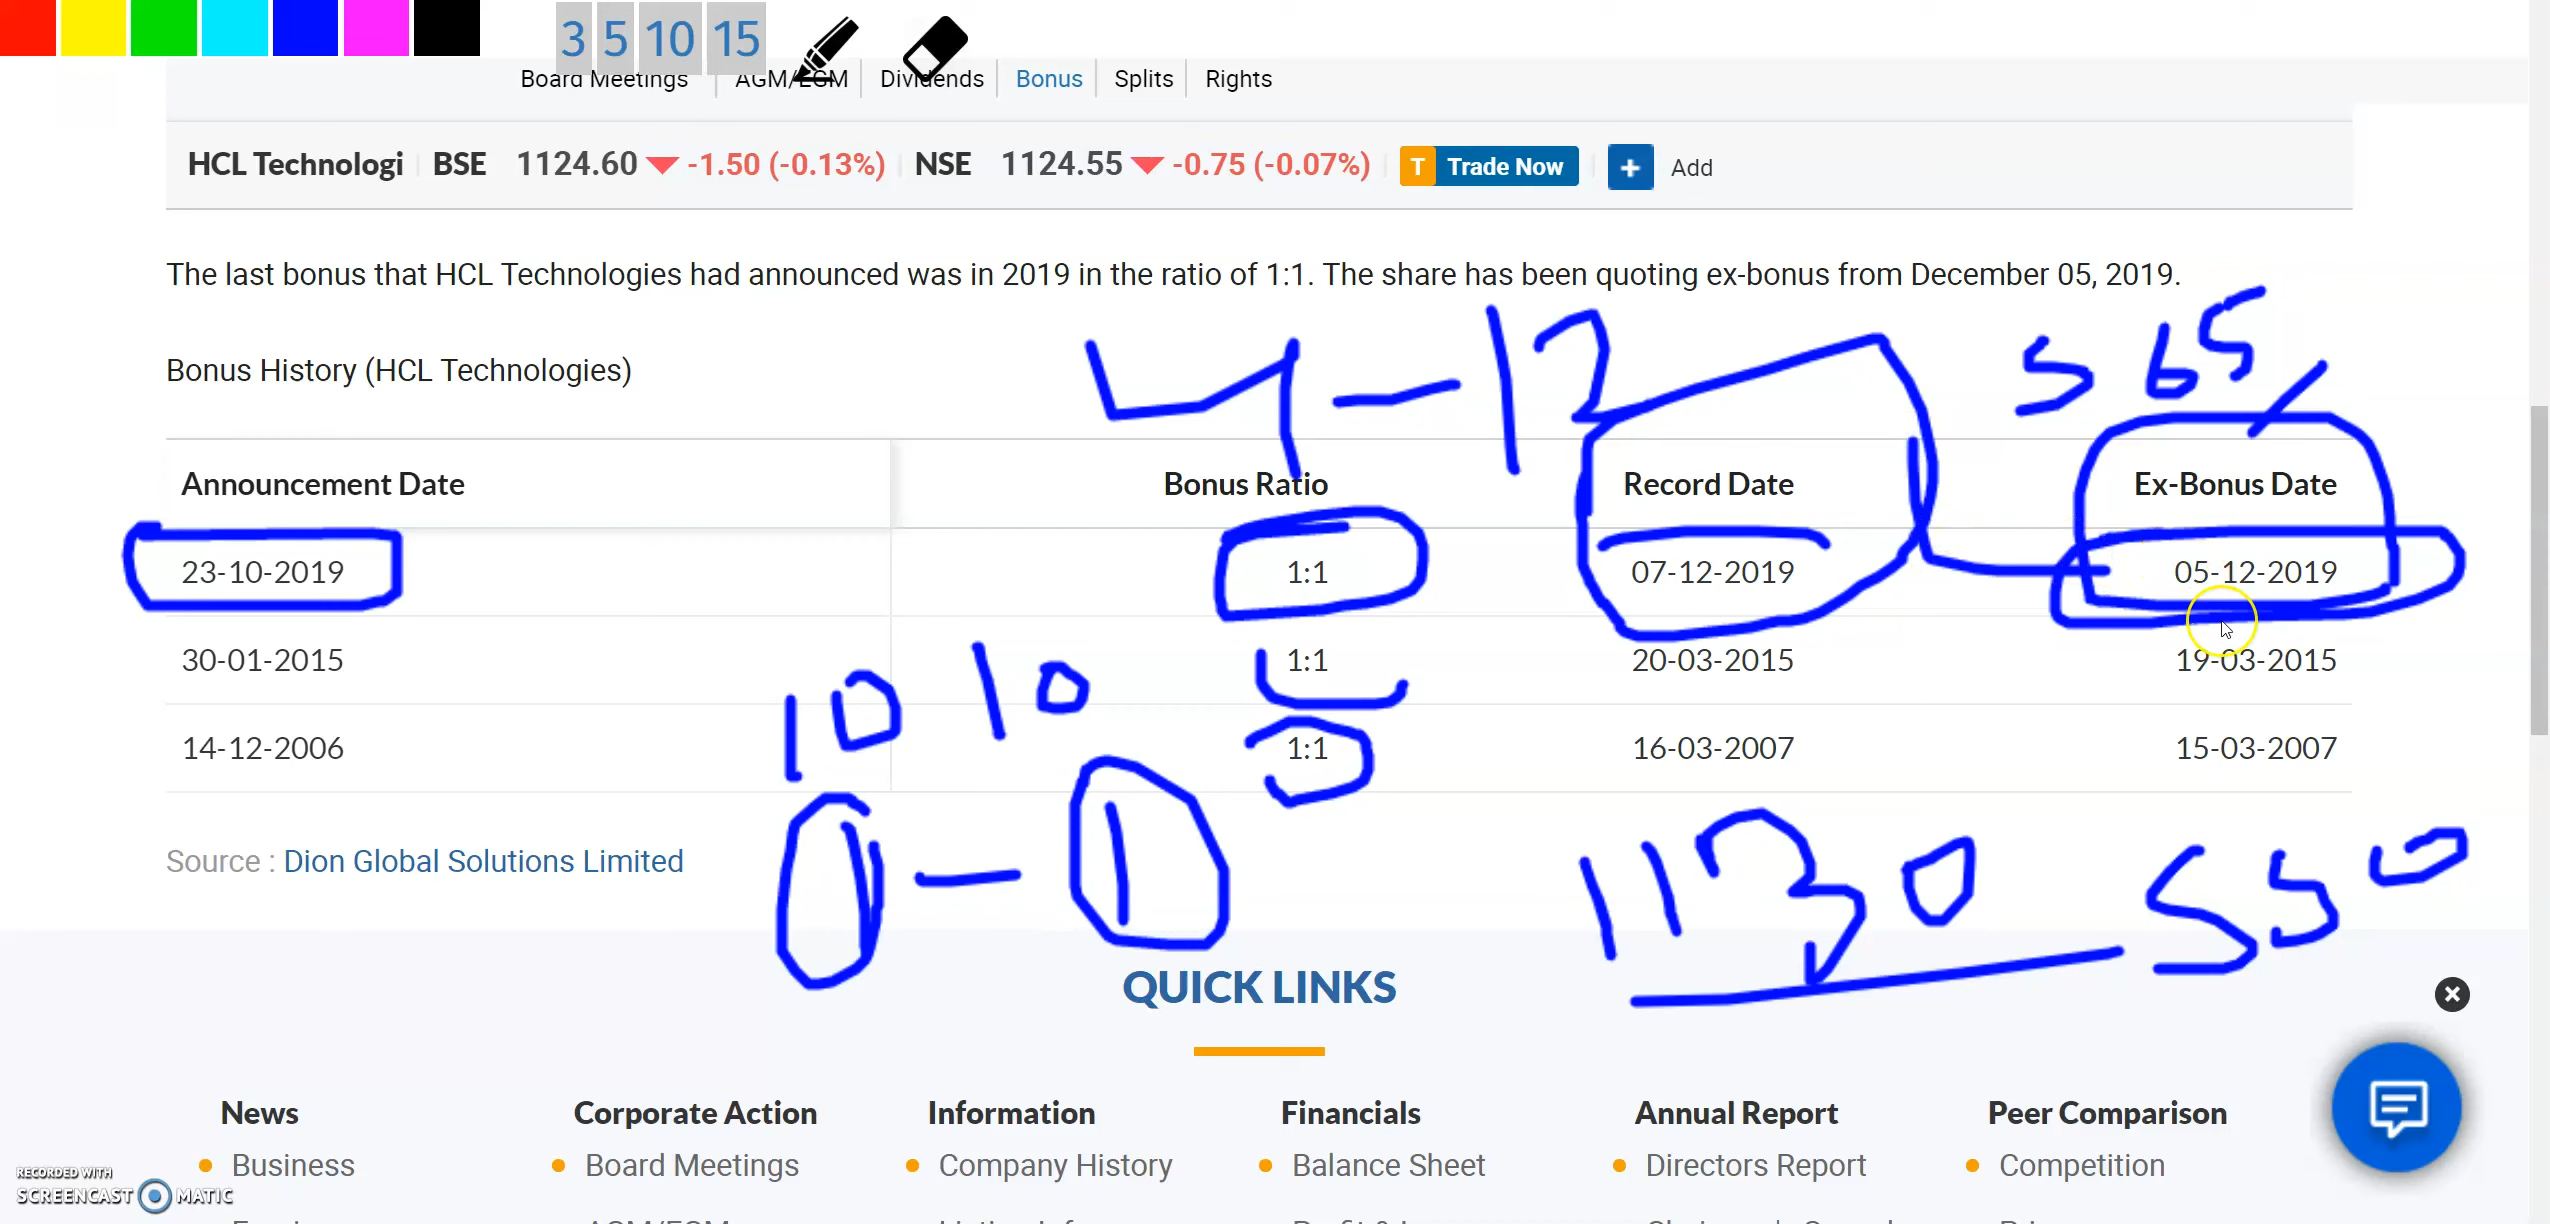 3 5 10 15
Board Meetings AGM/EGM Dividends Bonus Splits Rights
HCL Technologi BSE 1124.60 -1.50 (-0.13%) NSE 1124.55 -0.75 (-0.07%) T Trade Now + Add
The last bonus that HCL Technologies had announced was in 2019 in the ratio of 1:1. The share has been quoting ex-bonus from December 05, 2019.
565
4-12
Bonus History (HCL Technologies)
Announcement Date Bonus Ratio Record Date Ex-Bonus Date
23-10-2019 1:1 07-12-2019 05-12-2019
30-01-2015 1:1 20-03-2015 19-03-2015
10 10
14-12-2006 1:1 16-03-2007 15-03-2007
Source : Dion Global Solutions Limited
1 - 1
1130 550
QUICK LINKS
News Corporate Action Information Financials Annual Report Peer Comparison
Business Board Meetings Company History Balance Sheet Directors Report Competition
RECORDED WITH
SCREENCAST MATIC